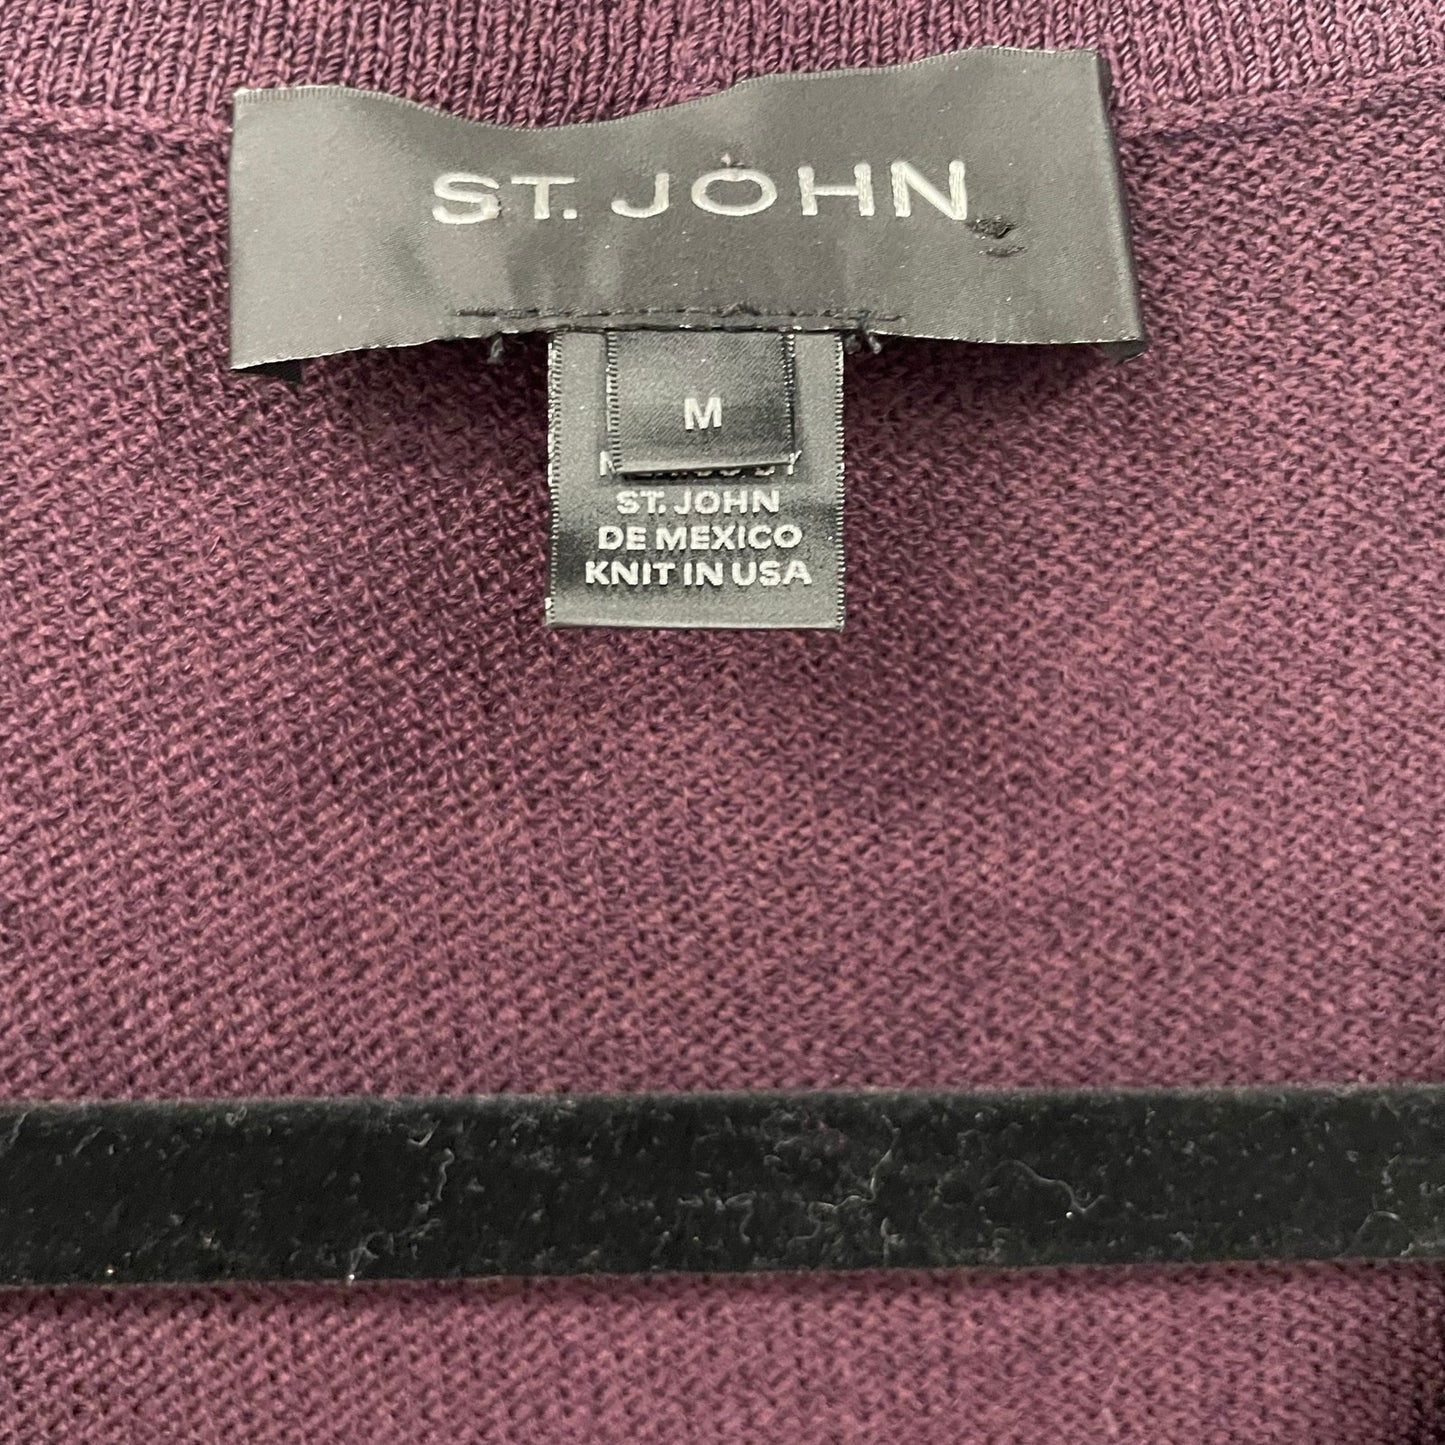 ST. JOHN
M
ST. JOHN
DE MEXICO
KNIT IN USA